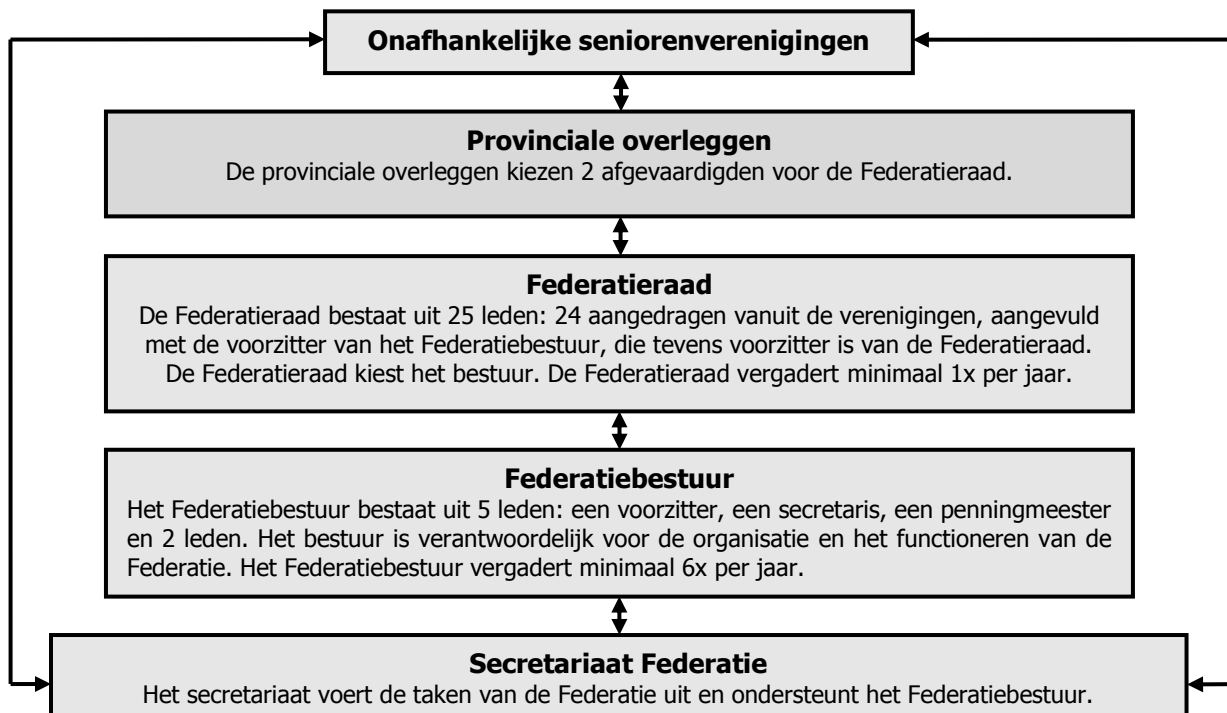 Onafhankelijke seniorenverenigingen
Provinciale overleggen
De provinciale overleggen kiezen 2 afgevaardigden voor de Federatieraad.
Federatieraad
De Federatieraad bestaat uit 25 leden: 24 aangedragen vanuit de verenigingen, aangevuld
met de voorzitter van het Federatiebestuur, die tevens voorzitter is van de Federatieraad.
De Federatieraad kiest het bestuur. De Federatieraad vergadert minimaal 1x per jaar.
Federatiebestuur
Het Federatiebestuur bestaat uit 5 leden: een voorzitter, een secretaris, een penningmeester
en 2 leden. Het bestuur is verantwoordelijk voor de organisatie en het functioneren van de
Federatie. Het Federatiebestuur vergadert minimaal 6x per jaar.
Secretariaat Federatie
Het secretariaat voert de taken van de Federatie uit en ondersteunt het Federatiebestuur.